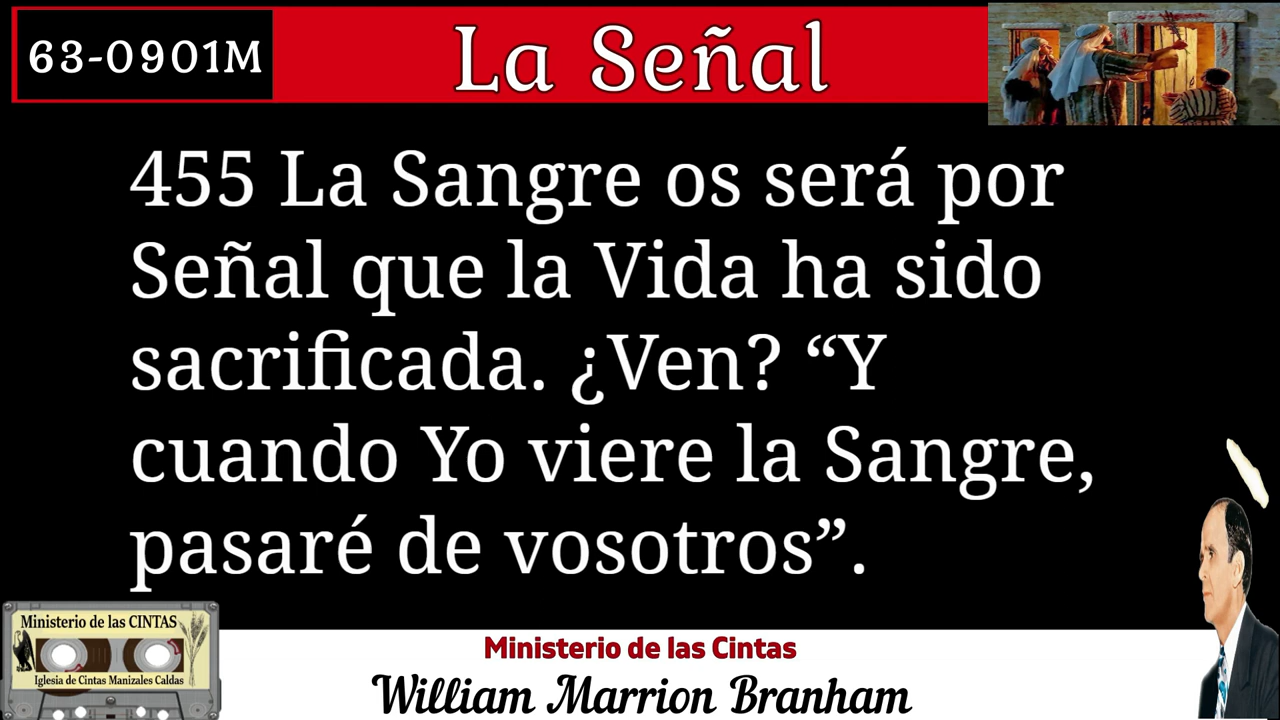 63-0901M
La Señal
455 La Sangre os será por
Señal que la Vida ha sido
sacrificada. ¿Ven? “Y
cuando Yo viere la Sangre,
pasaré de vosotros”.
Ministerio de las CINTAS
Iglesia de Cintas Manizales Caldas
Ministerio de las Cintas
William Marrion Branham